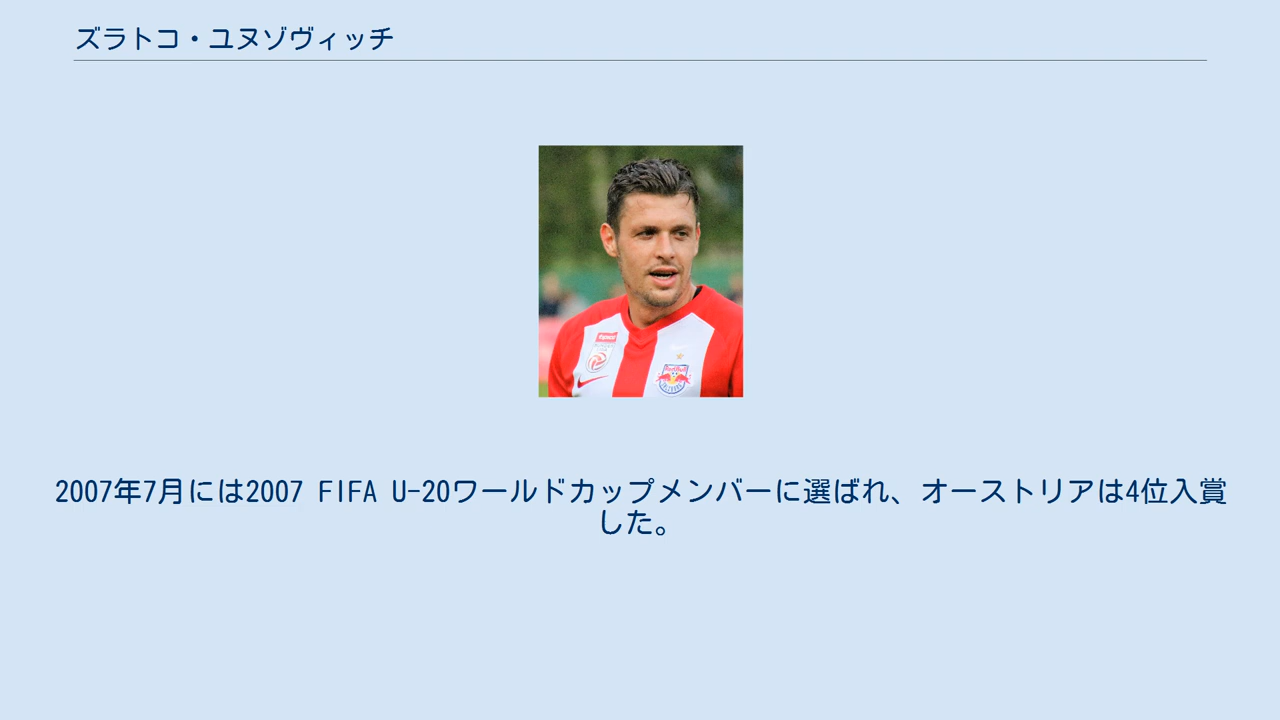 ズラトコ・ユヌゾヴィッチ
2007年7月には2007 FIFA U-20ワールドカップメンバーに選ばれ、オーストリアは4位入賞
した。